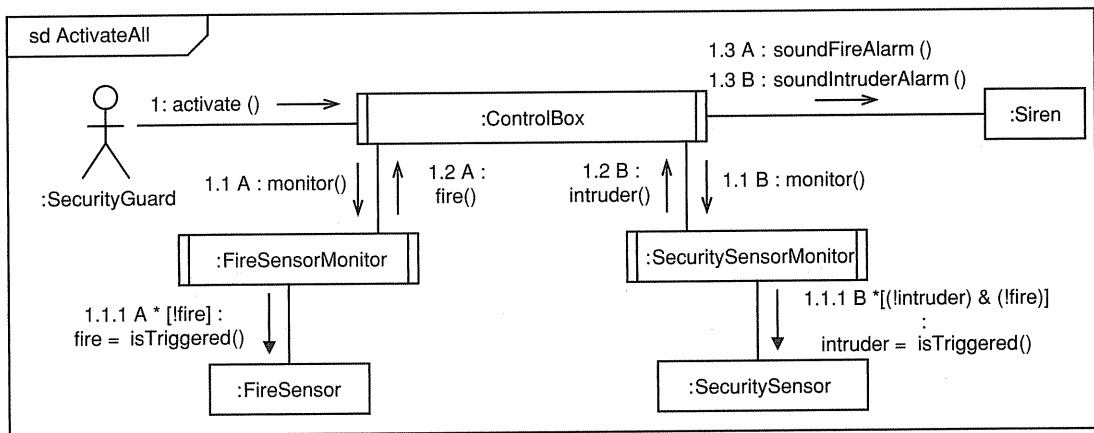 sd ActivateAll
1.3 A : soundFireAlarm ()
1.3 B : soundIntruderAlarm ()
1: activate ()
:ControlBox
:Siren
:SecurityGuard
1.1 A : monitor()
1.2 A :
fire()
1.2 B :
intruder()
1.1 B : monitor()
:FireSensorMonitor
:SecuritySensorMonitor
1.1.1 A * [!fire] :
fire = isTriggered()
1.1.1 B *[(!intruder) & (!fire)]
:
intruder = isTriggered()
:FireSensor
:SecuritySensor